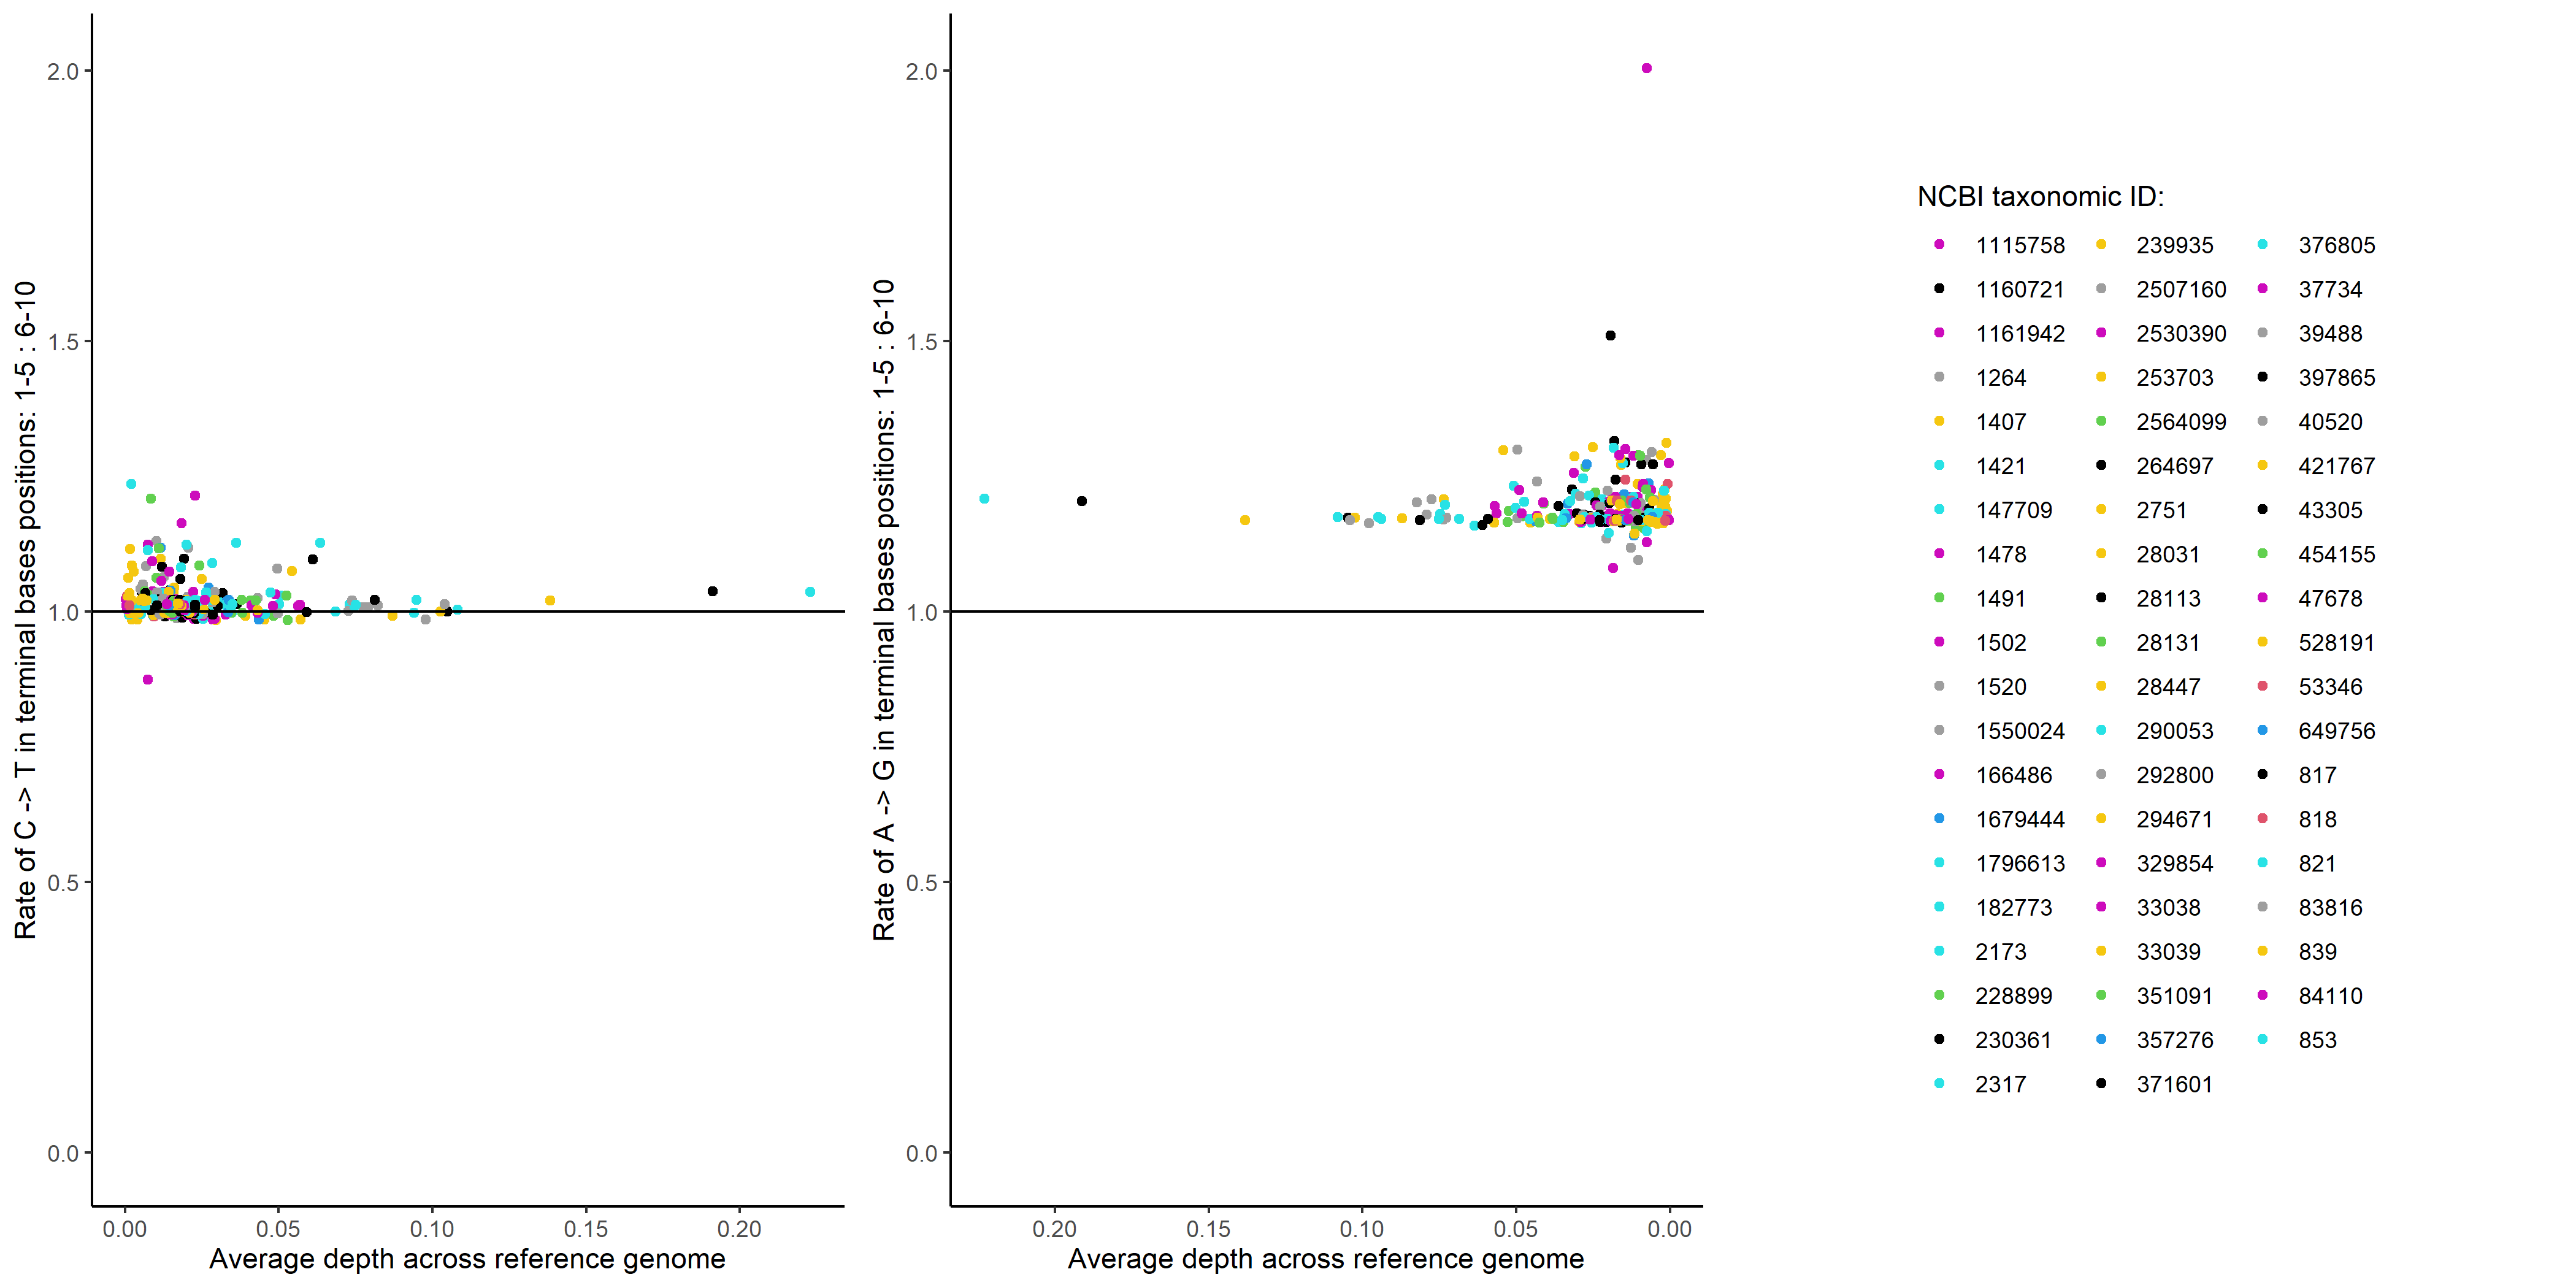 Rate of C -> T in terminal bases positions: 1-5 : 6-10
2.0
1.5
1.0
0.5
0.0
0.00 0.05 0.10 0.15 0.20
Average depth across reference genome
Rate of A -> G in terminal bases positions: 1-5 : 6-10
2.0
1.5
1.0
0.5
0.0
0.20 0.15 0.10 0.05 0.00
Average depth across reference genome
NCBI taxonomic ID:
1115758 239935 376805
1160721 2507160 37734
1161942 2530390 39488
1264 253703 397865
1407 2564099 40520
1421 264697 421767
147709 2751 43305
1478 28031 454155
1491 28113 47678
1502 28131 528191
1520 28447 53346
1550024 290053 649756
166486 292800 817
1679444 294671 818
1796613 329854 821
182773 33038 83816
2173 33039 839
228899 351091 84110
230361 357276 853
2317 371601